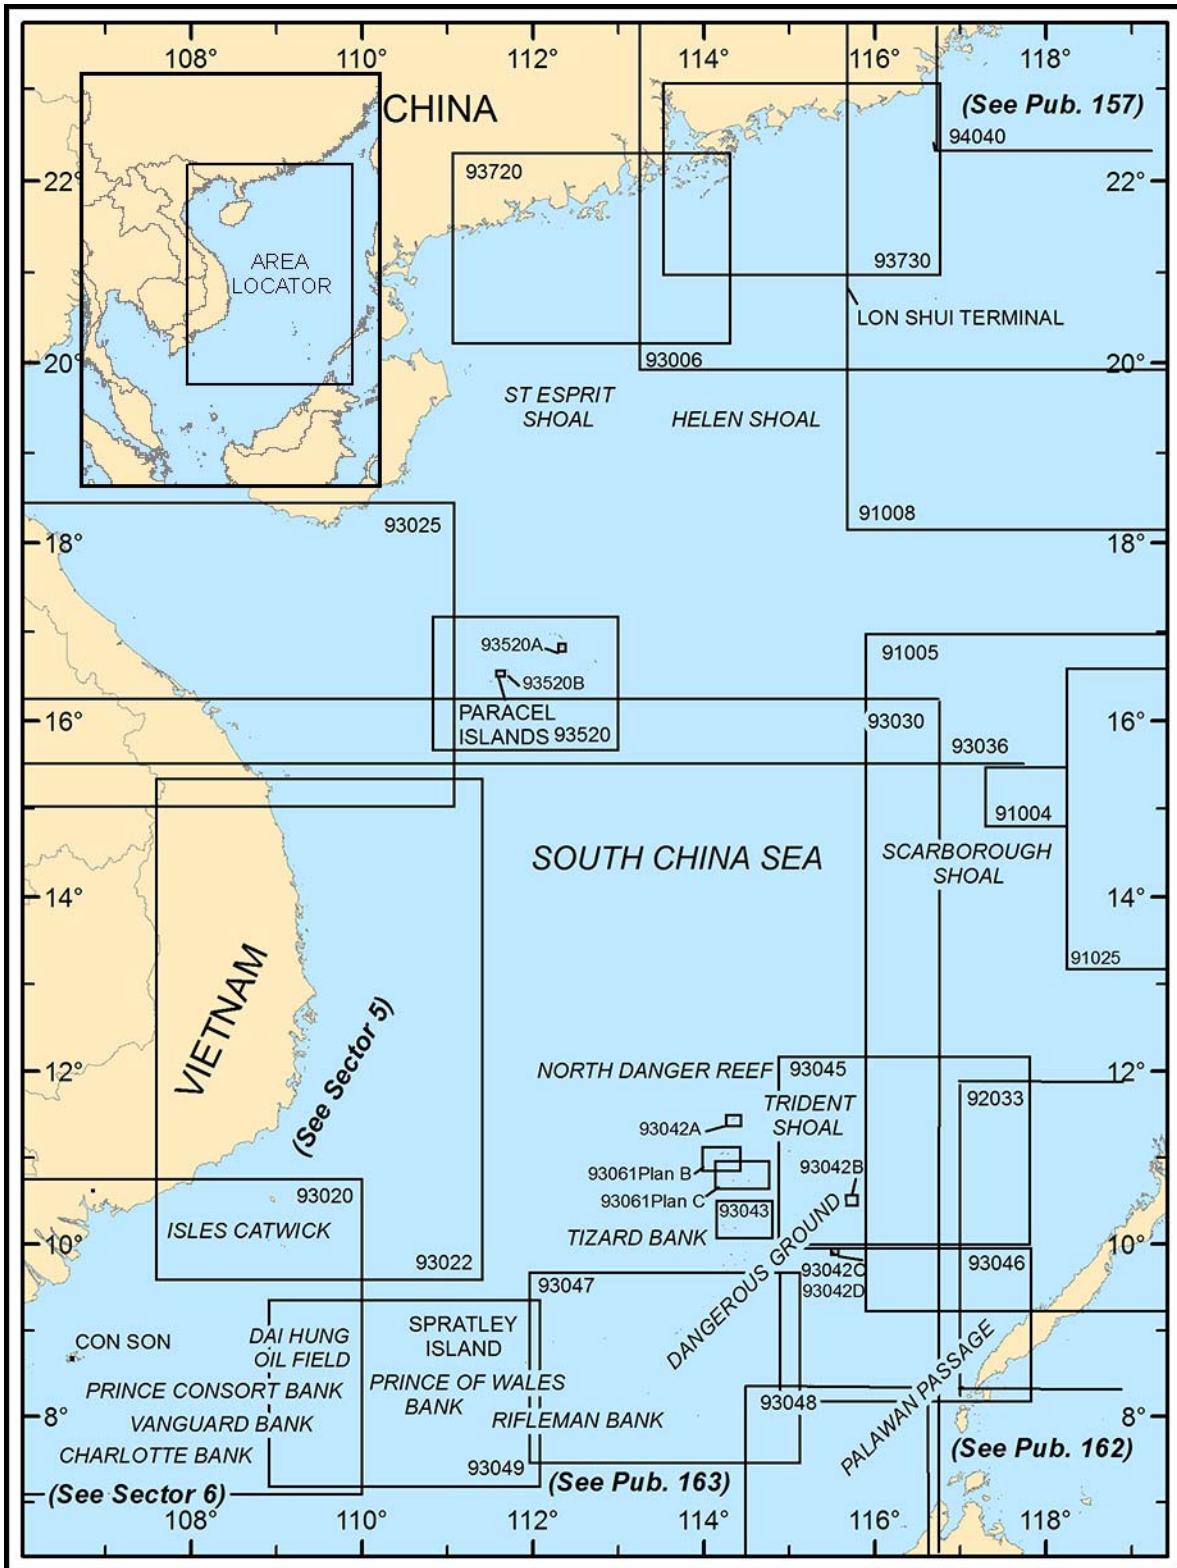 108°
110°
112°
114°
116°
118°
CHINA
(See Pub. 157)
94040
22°
22°
93720
AREA
LOCATOR
93730
LON SHUI TERMINAL
20°
93006
20°
ST ESPRIT
SHOAL
HELEN SHOAL
91008
93025
18°
18°
93520A
93520B
91005
PARACEL
ISLANDS
93520
16°
93030
16°
93036
91004
SOUTH CHINA SEA
SCARBOROUGH
SHOAL
14°
14°
91025
VIETNAM
(See Sector 5)
12°
NORTH DANGER REEF
93045
12°
92033
TRIDENT
SHOAL
93042A
93061Plan B
93042B
93061Plan C
93020
93043
ISLES CATWICK
TIZARD BANK
10°
10°
93022
DANGEROUS GROUND
93042C
93042D
93046
93047
CON SON
DAI HUNG
OIL FIELD
SPRATLEY
ISLAND
PRINCE CONSORT BANK
PRINCE OF WALES
BANK
PALAWAN PASSAGE
VANGUARD BANK
RIFLEMAN BANK
93048
8°
8°
CHARLOTTE BANK
93049
(See Pub. 163)
(See Pub. 162)
(See Sector 6)
108°
110°
112°
114°
116°
118°